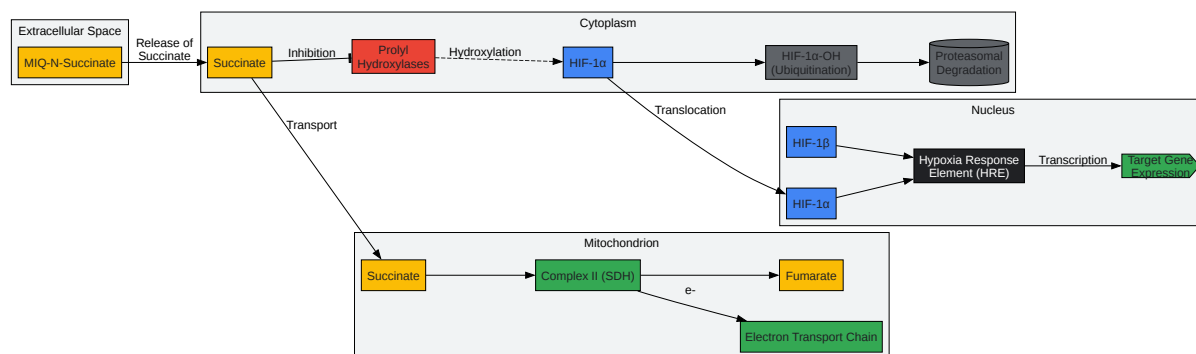 Extracellular Space
MIQ-N-Succinate
Release of
Succinate
Cytoplasm
Succinate
Inhibition
Prolyl
Hydroxylases
Hydroxylation
HIF-1α
HIF-1α-OH
(Ubiquitination)
Proteasomal
Degradation
Transport
Translocation
Nucleus
HIF-1β
HIF-1α
Hypoxia Response
Element (HRE)
Transcription
Target Gene
Expression
Mitochondrion
Succinate
Complex II (SDH)
Fumarate
e-
Electron Transport Chain